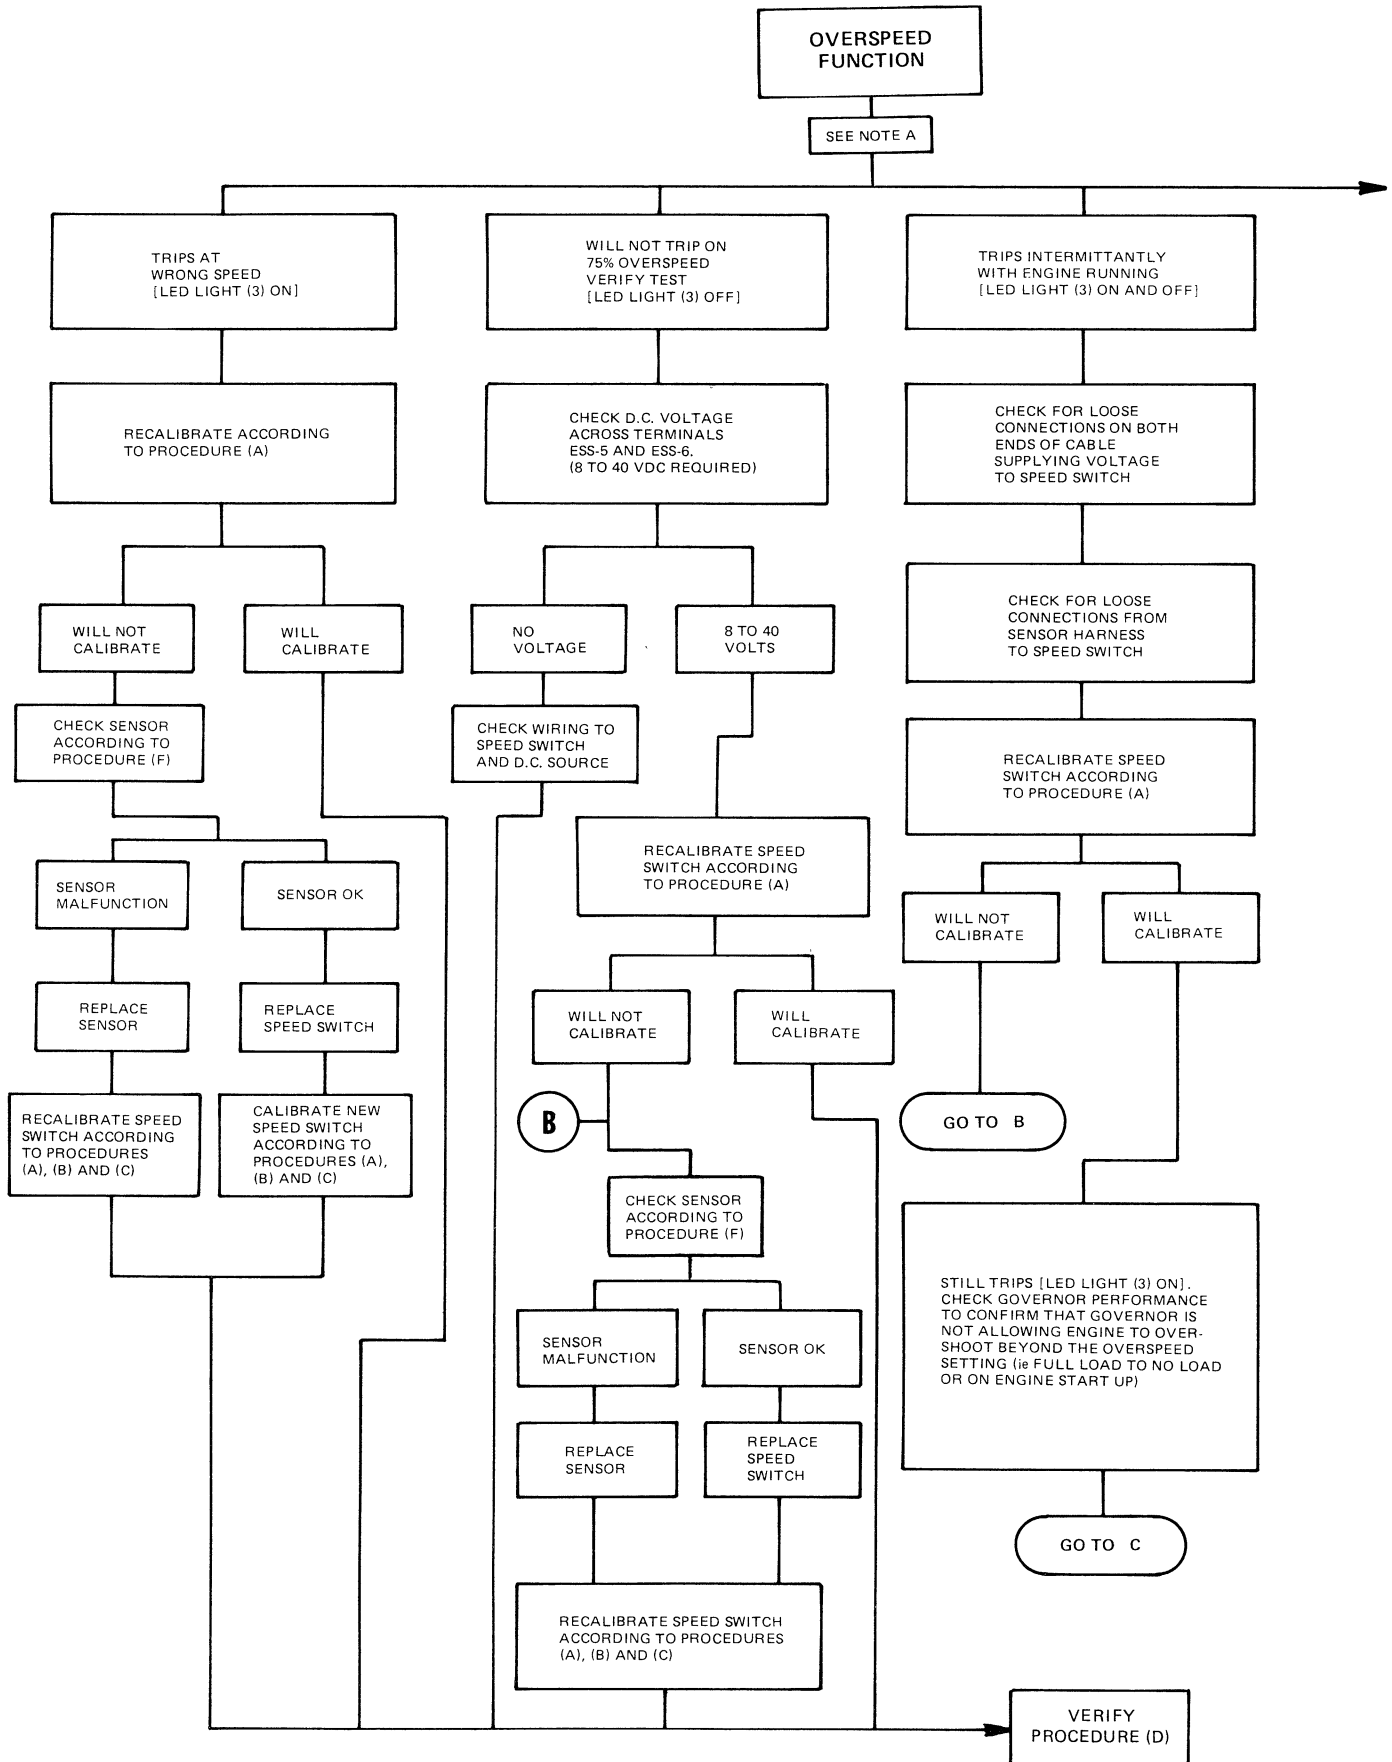 OVERSPEED
FUNCTION
SEE NOTE A
TRIPS AT
WRONG SPEED
[LED LIGHT (3) ON]
WILL NOT TRIP ON
75% OVERSPEED
VERIFY TEST
[LED LIGHT (3) OFF]
TRIPS INTERMITTANTLY
WITH ENGINE RUNNING
[LED LIGHT (3) ON AND OFF]
RECALIBRATE ACCORDING
TO PROCEDURE (A)
CHECK D.C. VOLTAGE
ACROSS TERMINALS
ESS-5 AND ESS-6.
(8 TO 40 VDC REQUIRED)
CHECK FOR LOOSE
CONNECTIONS ON BOTH
ENDS OF CABLE
SUPPLYING VOLTAGE
TO SPEED SWITCH
WILL NOT
CALIBRATE
WILL
CALIBRATE
NO
VOLTAGE
8 TO 40
VOLTS
CHECK FOR LOOSE
CONNECTIONS FROM
SENSOR HARNESS
TO SPEED SWITCH
CHECK SENSOR
ACCORDING TO
PROCEDURE (F)
CHECK WIRING TO
SPEED SWITCH
AND D.C. SOURCE
RECALIBRATE SPEED
SWITCH ACCORDING
TO PROCEDURE (A)
SENSOR
MALFUNCTION
SENSOR OK
RECALIBRATE SPEED
SWITCH ACCORDING
TO PROCEDURE (A)
WILL NOT
CALIBRATE
WILL
CALIBRATE
REPLACE
SENSOR
REPLACE
SPEED SWITCH
WILL NOT
CALIBRATE
WILL
CALIBRATE
RECALIBRATE SPEED
SWITCH ACCORDING
TO PROCEDURES
(A), (B) AND (C)
CALIBRATE NEW
SPEED SWITCH
ACCORDING TO
PROCEDURES (A),
(B) AND (C)
B
GO TO B
CHECK SENSOR
ACCORDING TO
PROCEDURE (F)
STILL TRIPS [LED LIGHT (3) ON].
CHECK GOVERNOR PERFORMANCE
TO CONFIRM THAT GOVERNOR IS
NOT ALLOWING ENGINE TO OVER-
SHOOT BEYOND THE OVERSPEED
SETTING (ie FULL LOAD TO NO LOAD
OR ON ENGINE START UP)
SENSOR
MALFUNCTION
SENSOR OK
REPLACE
SENSOR
REPLACE
SPEED
SWITCH
GO TO C
RECALIBRATE SPEED SWITCH
ACCORDING TO PROCEDURES
(A), (B) AND (C)
VERIFY
PROCEDURE (D)